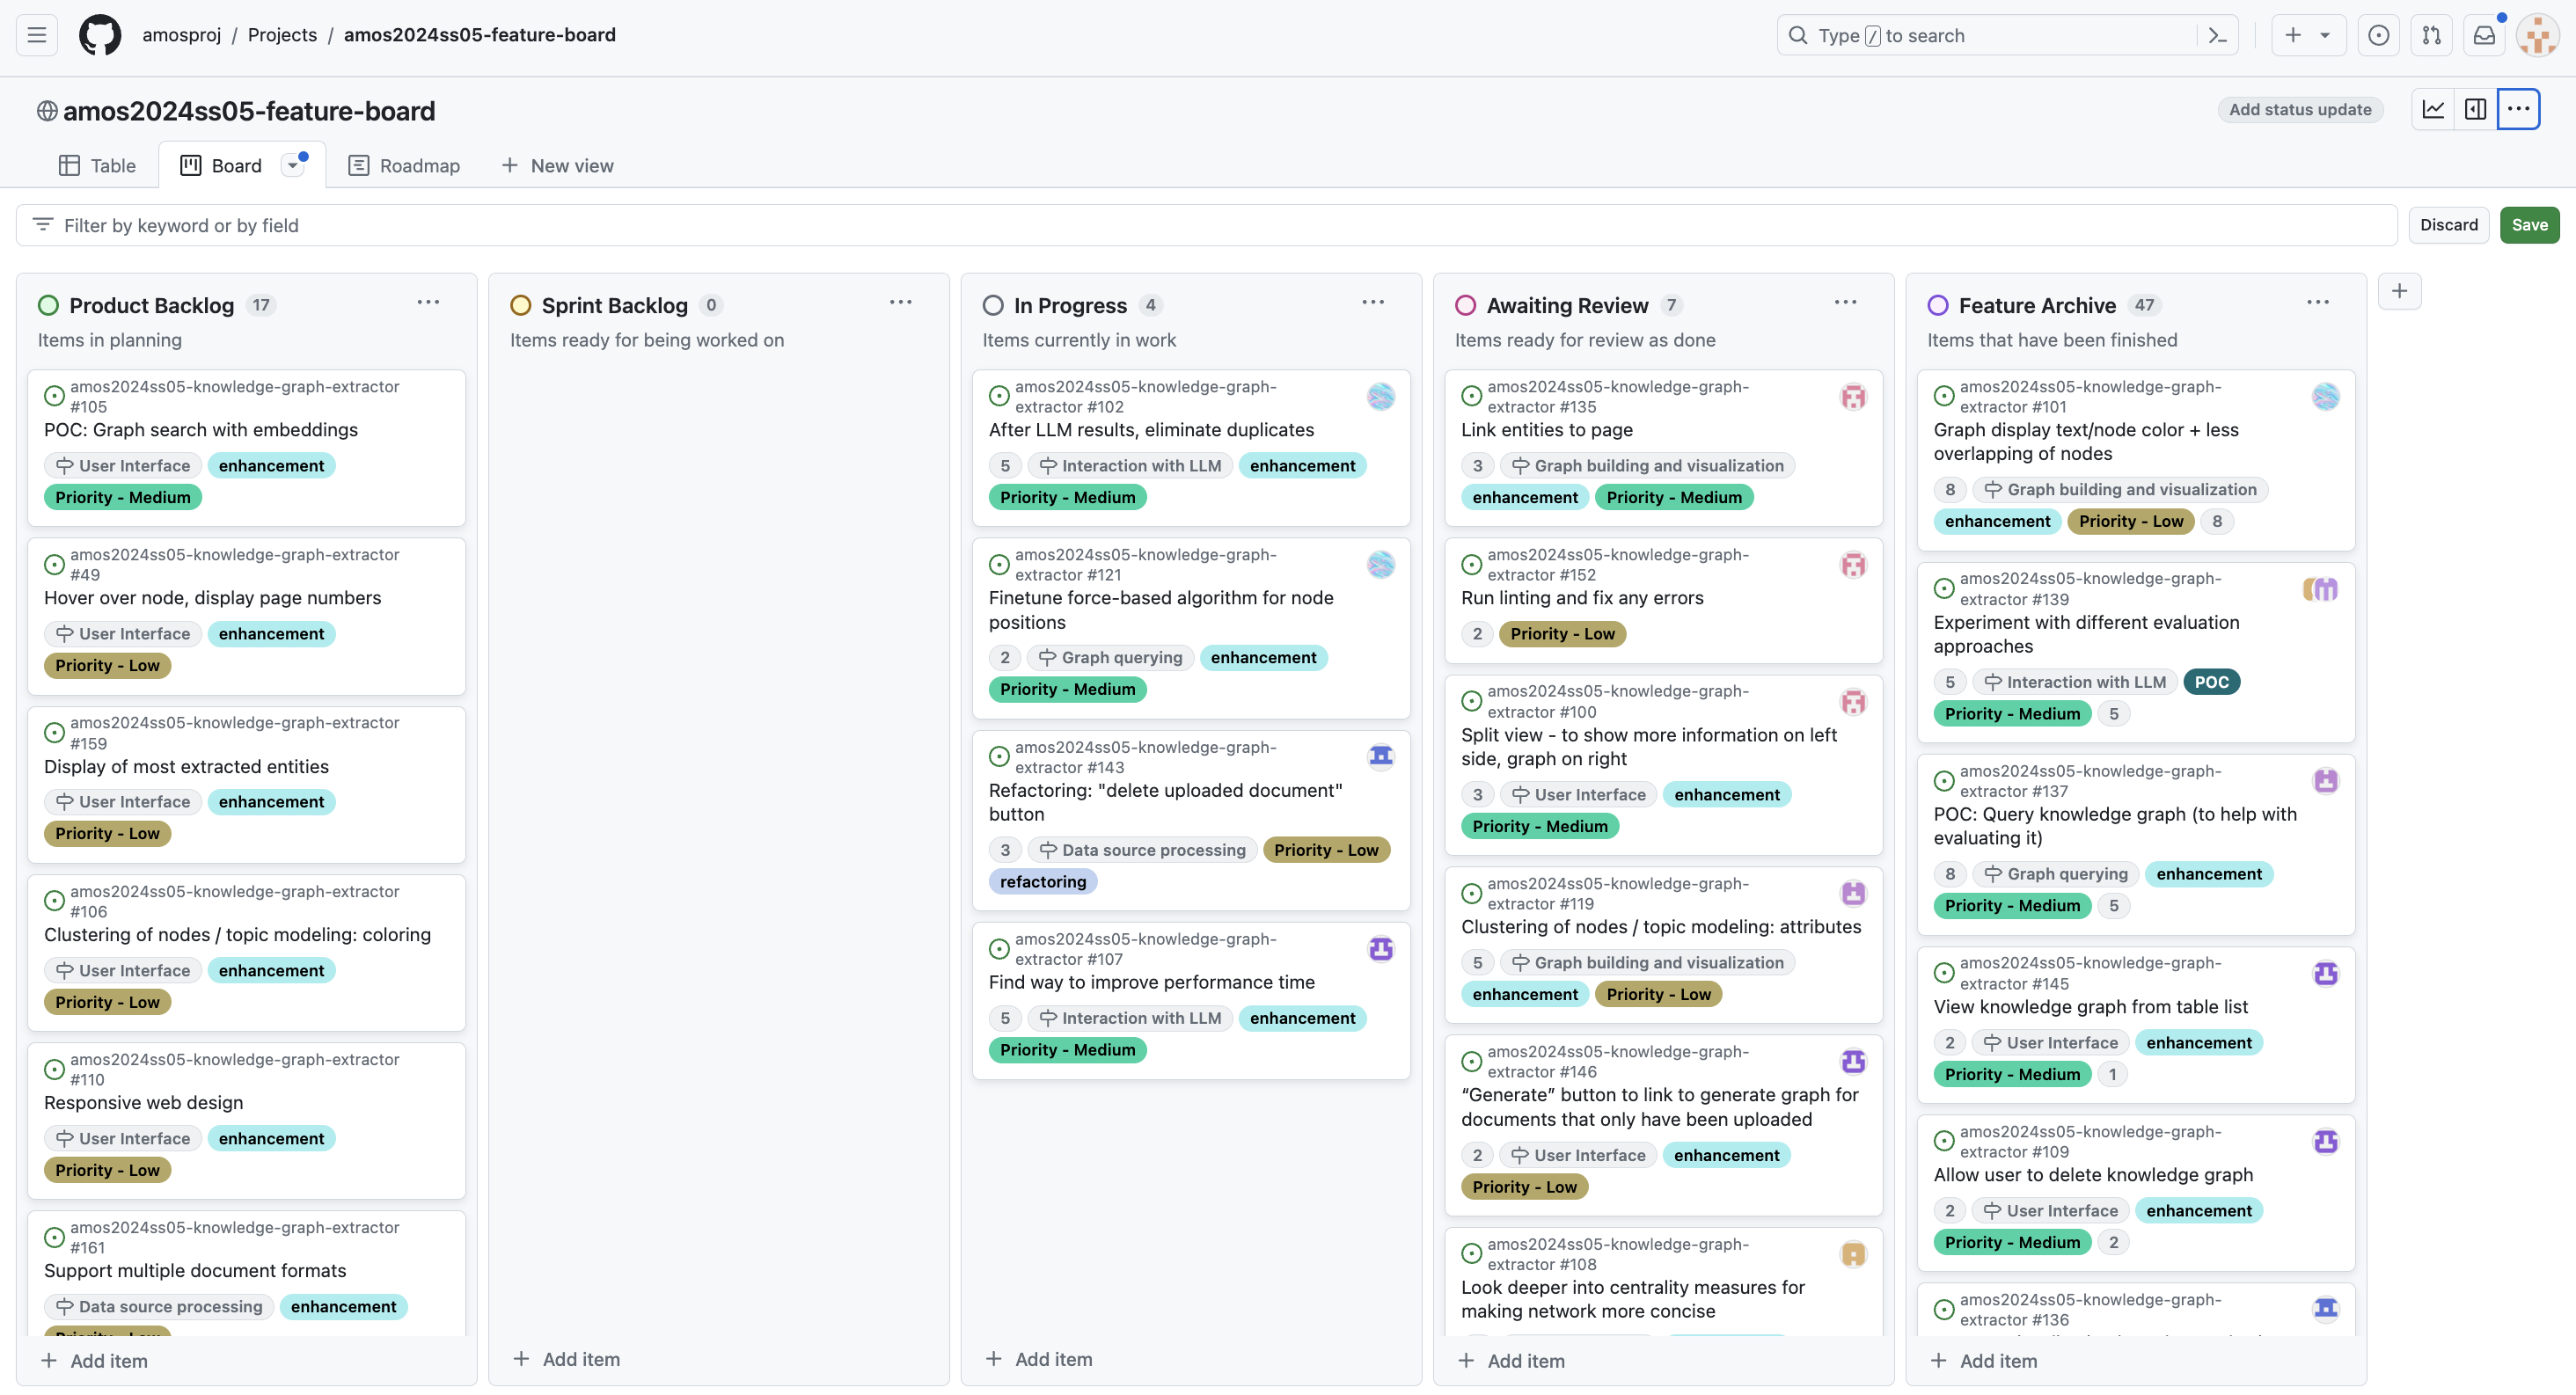 amosproj / Projects / amos2024ss05-feature-board
Type / to search
amos2024ss05-feature-board
Add status update
Table
Board
Roadmap
New view
Filter by keyword or by field
Discard
Save
Product Backlog 17
Items in planning
amos2024ss05-knowledge-graph-extractor
#105
POC: Graph search with embeddings
User Interface enhancement
Priority - Medium
amos2024ss05-knowledge-graph-extractor
#49
Hover over node, display page numbers
User Interface enhancement
Priority - Low
amos2024ss05-knowledge-graph-extractor
#159
Display of most extracted entities
User Interface enhancement
Priority - Low
amos2024ss05-knowledge-graph-extractor
#106
Clustering of nodes / topic modeling: coloring
User Interface enhancement
Priority - Low
amos2024ss05-knowledge-graph-extractor
#110
Responsive web design
User Interface enhancement
Priority - Low
amos2024ss05-knowledge-graph-extractor
#161
Support multiple document formats
Data source processing enhancement
Add item
Sprint Backlog 0
Items ready for being worked on
Add item
In Progress 4
Items currently in work
amos2024ss05-knowledge-graph-
extractor #102
After LLM results, eliminate duplicates
5 Interaction with LLM enhancement
Priority - Medium
amos2024ss05-knowledge-graph-
extractor #121
Finetune force-based algorithm for node
positions
2 Graph querying enhancement
Priority - Medium
amos2024ss05-knowledge-graph-
extractor #143
Refactoring: "delete uploaded document"
button
3 Data source processing Priority - Low
refactoring
amos2024ss05-knowledge-graph-
extractor #107
Find way to improve performance time
5 Interaction with LLM enhancement
Priority - Medium
Add item
Awaiting Review 7
Items ready for review as done
amos2024ss05-knowledge-graph-
extractor #135
Link entities to page
3 Graph building and visualization
enhancement Priority - Medium
amos2024ss05-knowledge-graph-
extractor #152
Run linting and fix any errors
2 Priority - Low
amos2024ss05-knowledge-graph-
extractor #100
Split view - to show more information on left
side, graph on right
3 User Interface enhancement
Priority - Medium
amos2024ss05-knowledge-graph-
extractor #119
Clustering of nodes / topic modeling: attributes
5 Graph building and visualization
enhancement Priority - Low
amos2024ss05-knowledge-graph-
extractor #146
“Generate” button to link to generate graph for
documents that only have been uploaded
2 User Interface enhancement
Priority - Low
amos2024ss05-knowledge-graph-
extractor #108
Look deeper into centrality measures for
making network more concise
Add item
Feature Archive 47
Items that have been finished
amos2024ss05-knowledge-graph-
extractor #101
Graph display text/node color + less
overlapping of nodes
8 Graph building and visualization
enhancement Priority - Low 8
amos2024ss05-knowledge-graph-
extractor #139
Experiment with different evaluation
approaches
5 Interaction with LLM POC
Priority - Medium 5
amos2024ss05-knowledge-graph-
extractor #137
POC: Query knowledge graph (to help with
evaluating it)
8 Graph querying enhancement
Priority - Medium 5
amos2024ss05-knowledge-graph-
extractor #145
View knowledge graph from table list
2 User Interface enhancement
Priority - Medium 1
amos2024ss05-knowledge-graph-
extractor #109
Allow user to delete knowledge graph
2 User Interface enhancement
Priority - Medium 2
amos2024ss05-knowledge-graph-
extractor #136
Add item